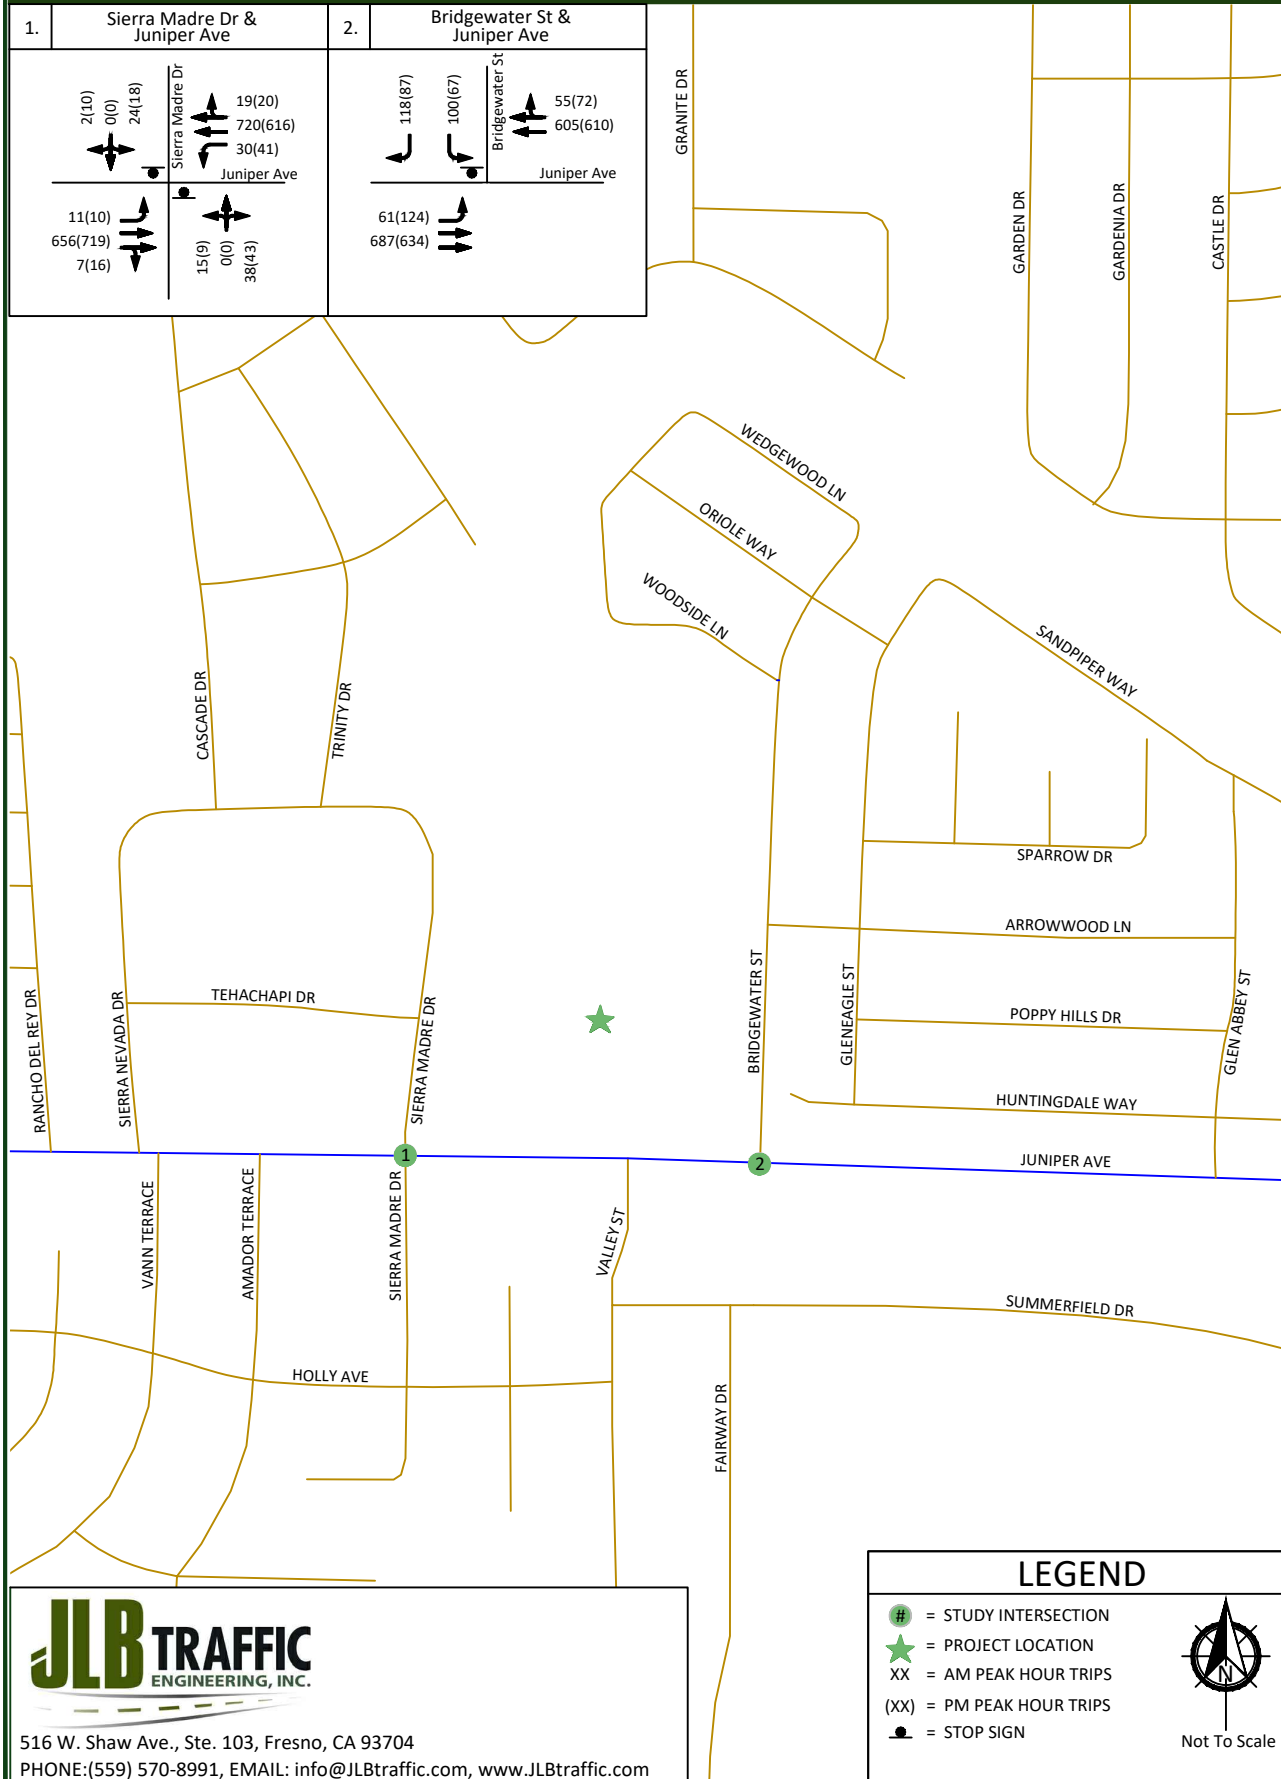 1.
Sierra Madre Dr &
Juniper Ave
2.
Bridgewater St &
Juniper Ave
2(10)
0(0)
24(18)
Sierra Madre Dr
19(20)
720(616)
30(41)
Juniper Ave
11(10)
656(719)
7(16)
15(9)
0(0)
38(43)
118(87)
100(67)
Bridgewater St
55(72)
605(610)
Juniper Ave
61(124)
687(634)
GRANITE DR
GARDEN DR
GARDENIA DR
CASTLE DR
WEDGEWOOD LN
ORIOLE WAY
WOODSIDE LN
SANDPIPER WAY
CASCADE DR
TRINITY DR
SPARROW DR
ARROWWOOD LN
TEHACHAPI DR
POPPY HILLS DR
RANCHO DEL REY DR
SIERRA NEVADA DR
SIERRA MADRE DR
BRIDGEWATER ST
GLENEAGLE ST
GLEN ABBEY ST
HUNTINGDALE WAY
1
2
JUNIPER AVE
VANN TERRACE
AMADOR TERRACE
SIERRA MADRE DR
VALLEY ST
SUMMERFIELD DR
HOLLY AVE
FAIRWAY DR
LEGEND
# = STUDY INTERSECTION
= PROJECT LOCATION
XX = AM PEAK HOUR TRIPS
(XX) = PM PEAK HOUR TRIPS
= STOP SIGN
N
Not To Scale
JLB TRAFFIC
ENGINEERING, INC.
516 W. Shaw Ave., Ste. 103, Fresno, CA 93704
PHONE:(559) 570-8991, EMAIL: info@JLBtraffic.com, www.JLBtraffic.com